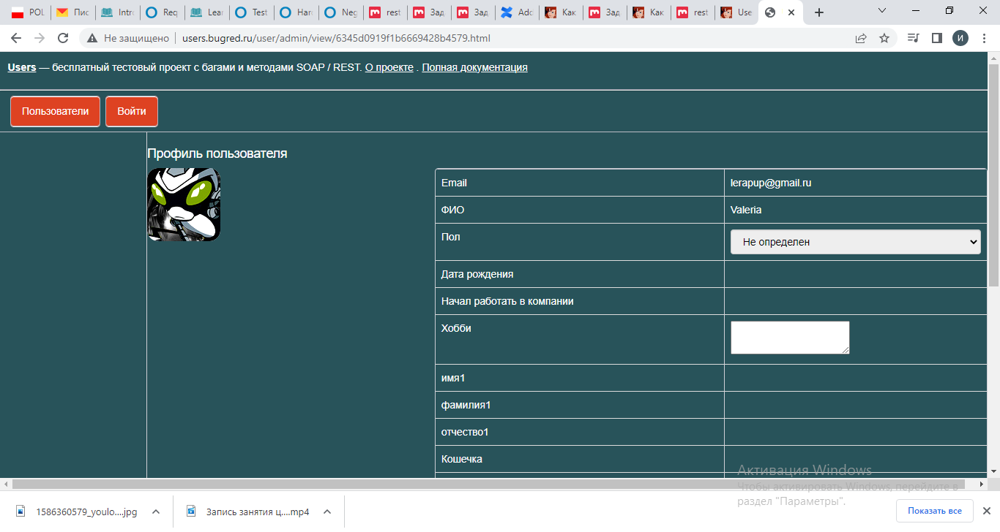 POL
Пис
Intro
Req
Lear
Test
Han
Neg
rest
Зад
Зад
Adc
Как
Зад
Как
rest
Use
Не защищено
users.bugred.ru/user/admin/view/6345d0919f1b6669428b4579.html
И
Users — бесплатный тестовый проект с багами и методами SOAP / REST. О проекте . Полная документация
Пользователи
Войти
Профиль пользователя
Email
lerapup@gmail.ru
ФИО
Valeria
Пол
Не определен
Дата рождения
Начал работать в компании
Хобби
имя1
фамилия1
отчество1
Кошечка
Активация Windows
Чтобы активировать Windows, перейдите в
раздел "Параметры".
1586360579_youlo....jpg
Запись занятия ц....mp4
Показать все